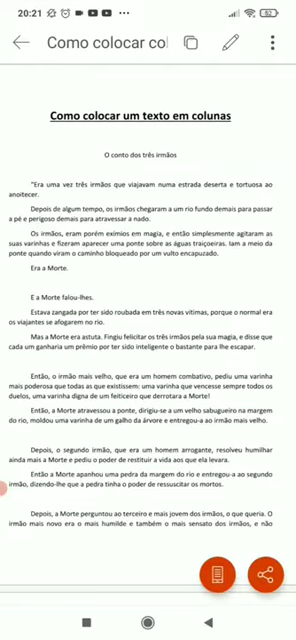 20:21
52
Como colocar co
Como colocar um texto em colunas
O conto dos três irmãos
"Era uma vez três irmãos que viajavam numa estrada deserta e tortuosa ao
anoitecer.
Depois de algum tempo, os irmãos chegaram a um rio fundo demais para passar
a pé e perigoso demais para atravessar a nado.
Os irmãos, eram porém exímios em magia, e então simplesmente agitaram as
suas varinhas e fizeram aparecer uma ponte sobre as águas traiçoeiras. Iam a meio da
ponte quando viram o caminho bloqueado por um vulto encapuzado.
Era a Morte.
E a Morte falou-lhes.
Estava zangada por ter sido roubada em três novas vítimas, porque o normal era
os viajantes se afogarem no rio.
Mas a Morte era astuta. Fingiu felicitar os três irmãos pela sua magia, e disse que
cada um ganharia um prêmio por ter sido inteligente o bastante para lhe escapar.
Então, o irmão mais velho, que era um homem combativo, pediu uma varinha
mais poderosa que todas as que existissem: uma varinha que vencesse sempre todos os
duelos, uma varinha digna de um feiticeiro que derrotara a Morte!
Então, a Morte atravessou a ponte, dirigiu-se a um velho sabugueiro na margem
do rio, moldou uma varinha de um galho da árvore e entregou-a ao irmão mais velho.
Depois, o segundo irmão, que era um homem arrogante, resolveu humilhar
ainda mais a Morte e pediu o poder de restituir a vida aos que ela levara.
Então a Morte apanhou uma pedra da margem do rio e entregou-a ao segundo
irmão, dizendo-lhe que a pedra tinha o poder de ressuscitar os mortos.
Depois, a Morte perguntou ao terceiro e mais jovem dos irmãos, o que queria. O
irmão mais novo era o mais humilde e também o mais sensato dos irmãos, e não